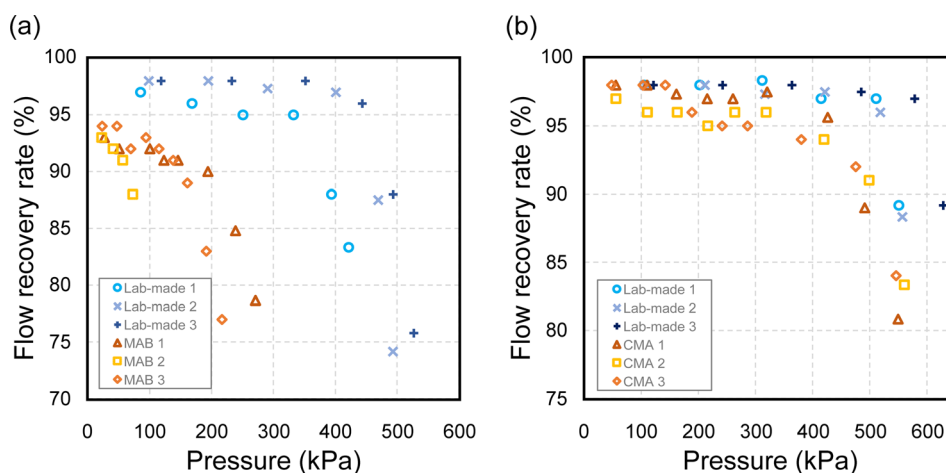 (a)
Flow recovery rate (%)
100
95
90
85
80
75
70
0 100 200 300 400 500 600
Pressure (kPa)
Lab-made 1
Lab-made 2
Lab-made 3
MAB 1
MAB 2
MAB 3
(b)
Flow recovery rate (%)
100
95
90
85
80
75
0 100 200 300 400 500 600
Pressure (kPa)
Lab-made 1
Lab-made 2
Lab-made 3
CMA 1
CMA 2
CMA 3